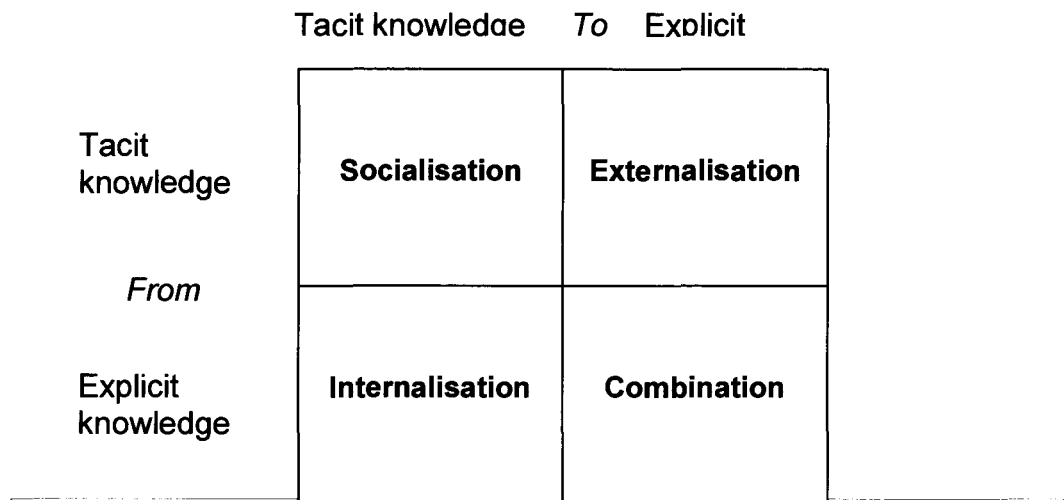 Tacit knowledge To Explicit
Tacit
knowledge
Socialisation Externalisation
From
Explicit
knowledge
Internalisation Combination